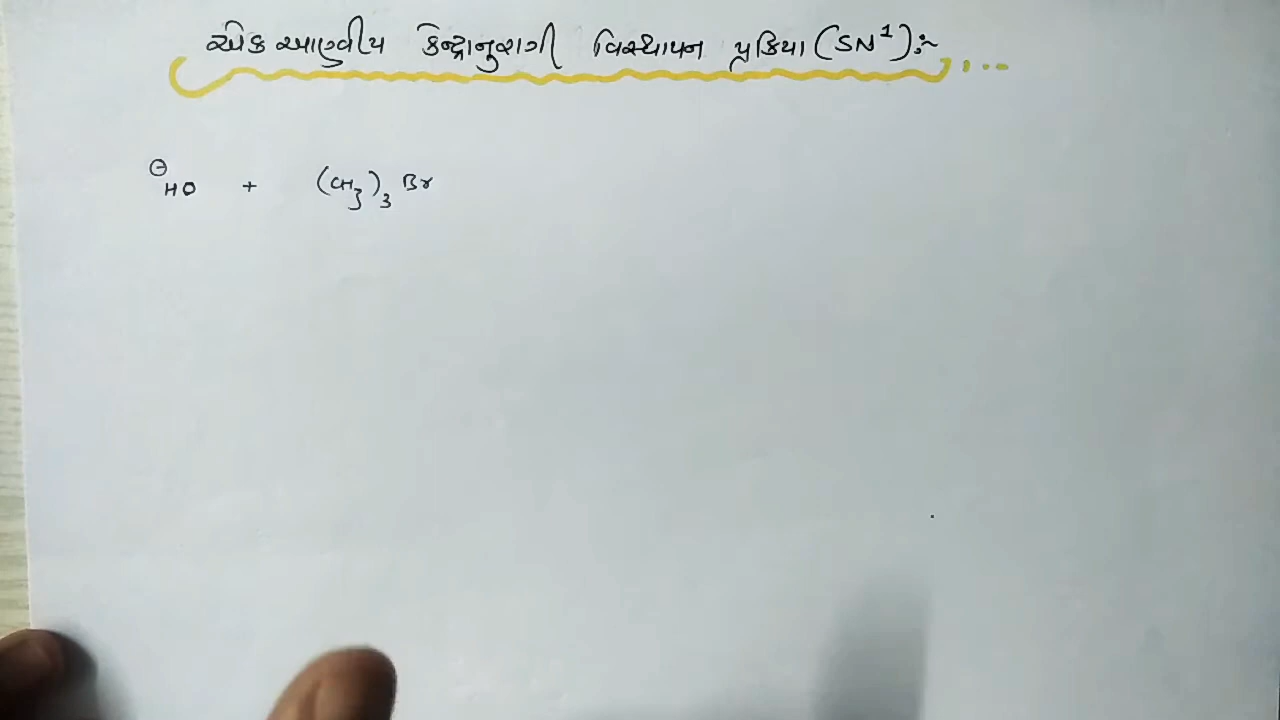 એક આણ્વીય કેન્દ્રાનુરાગી વિસ્થાપન પ્રક્રિયા (SN¹):~
⊖HO + (CH₃)₃ Br